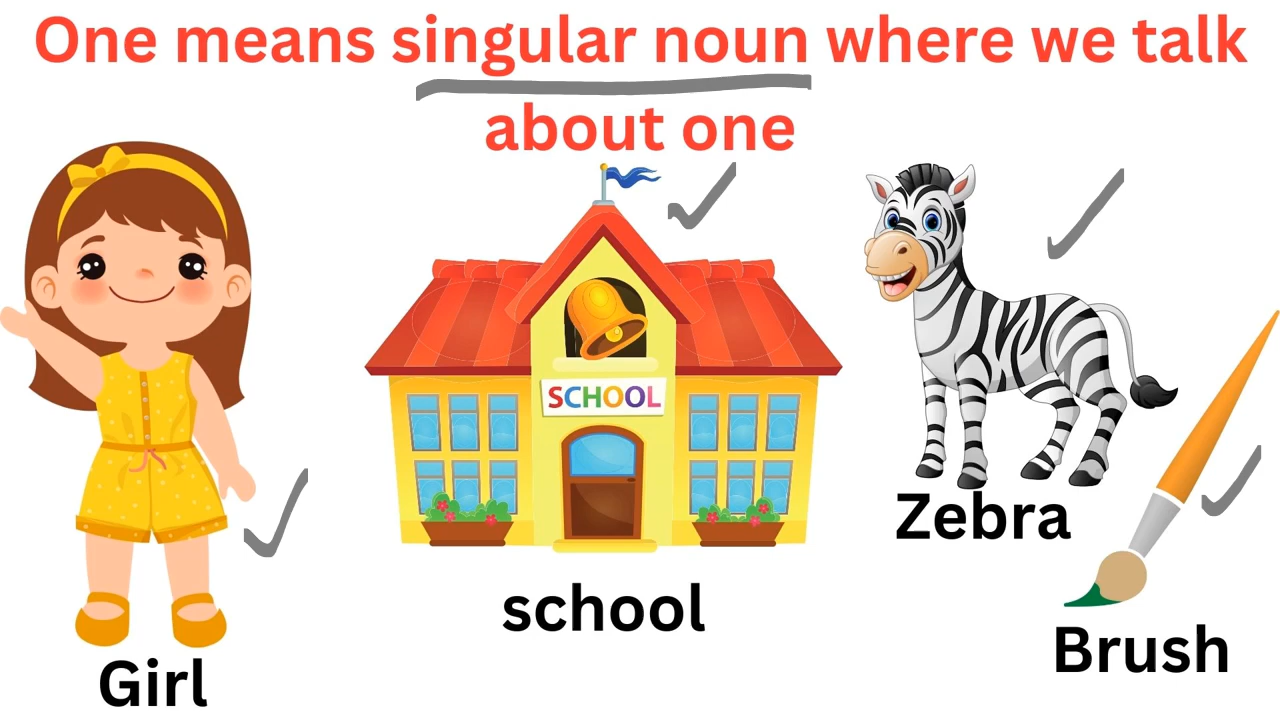 One means singular noun where we talk
about one
SCHOOL
Zebra
school
Brush
Girl